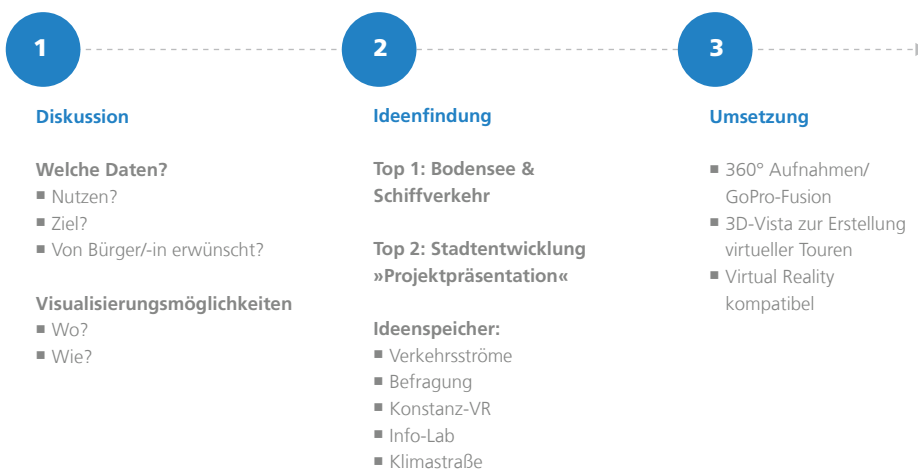 1
2
3
Diskussion
Welche Daten?
■ Nutzen?
■ Ziel?
■ Von Bürger/-in erwünscht?
Visualisierungsmöglichkeiten
■ Wo?
■ Wie?
Ideenfindung
Top 1: Bodensee &
Schiffverkehr
Top 2: Stadtentwicklung
»Projektpräsentation«
Ideenspeicher:
■ Verkehrsströme
■ Befragung
■ Konstanz-VR
■ Info-Lab
■ Klimastraße
Umsetzung
■ 360° Aufnahmen/
GoPro-Fusion
■ 3D-Vista zur Erstellung
virtueller Touren
■ Virtual Reality
kompatibel